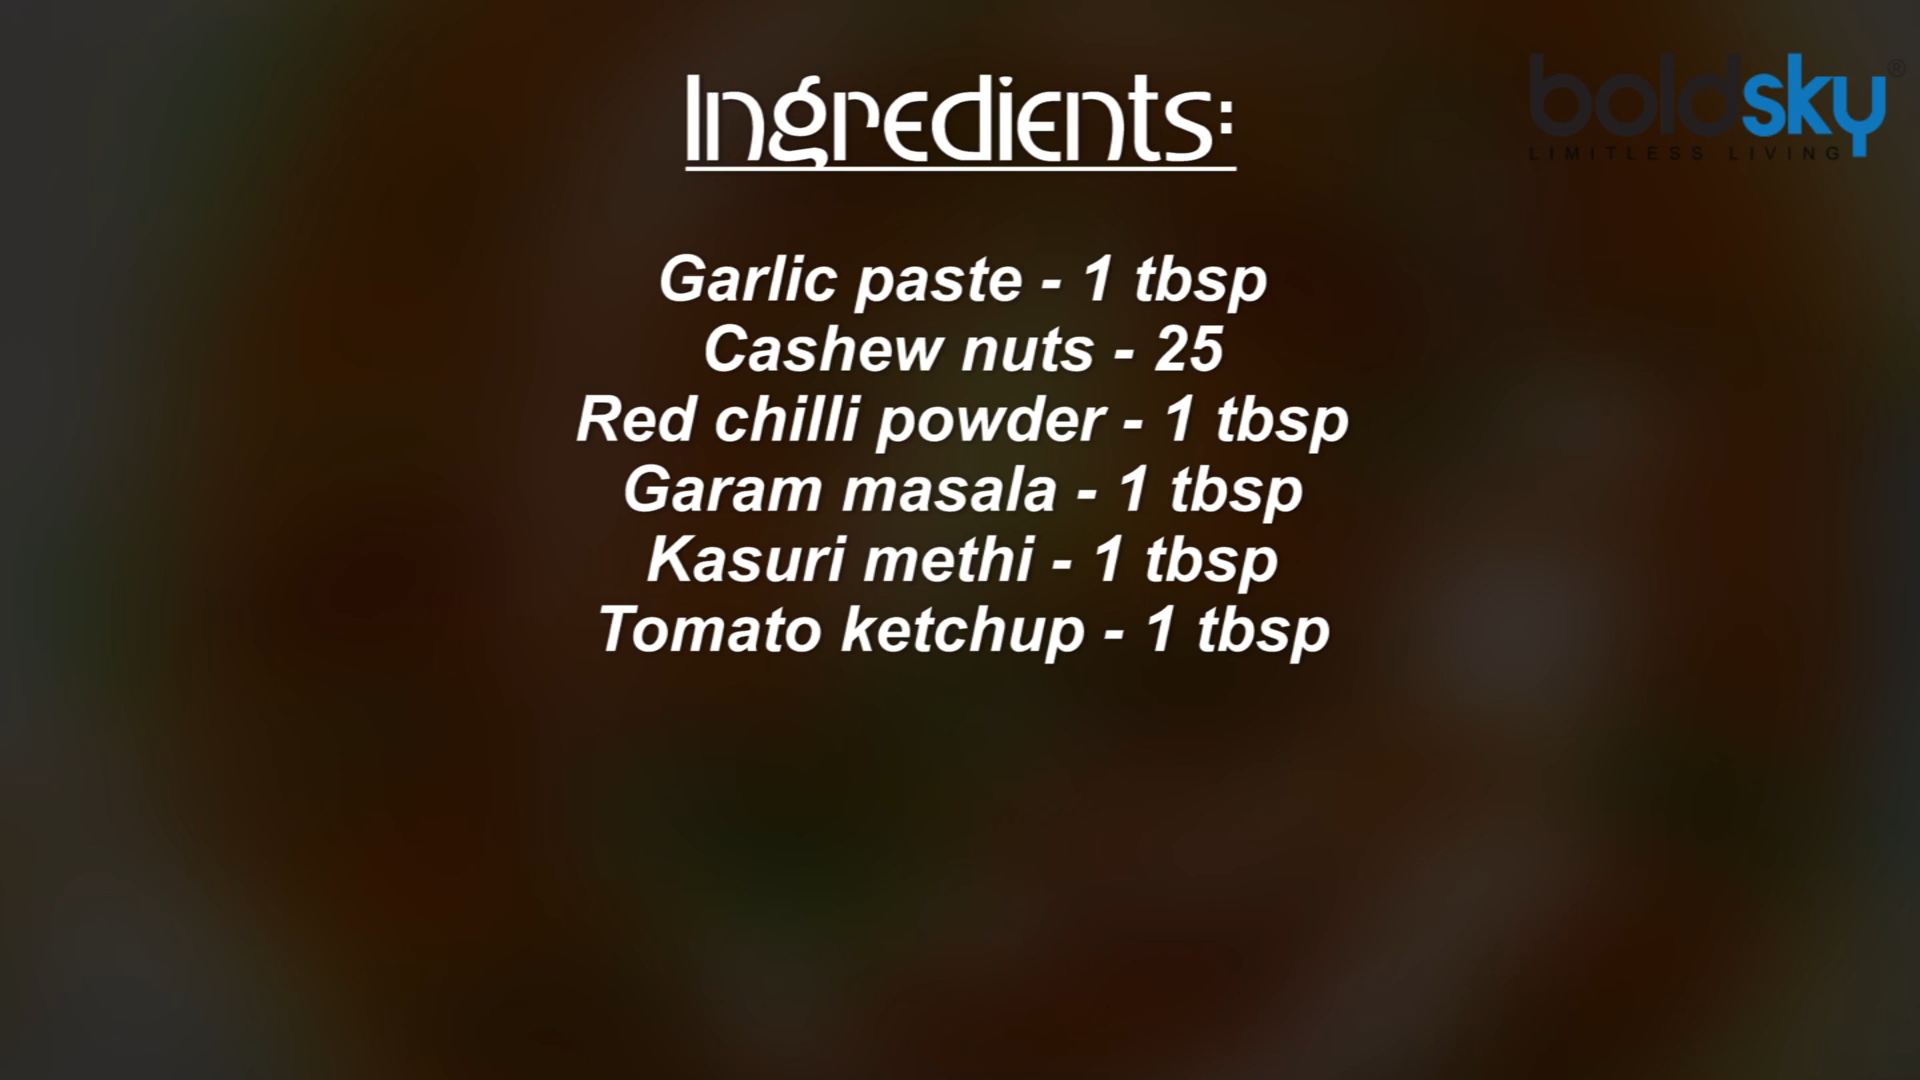 Ingredients:
boldsky®
LIMITLESS LIVING
Garlic paste - 1 tbsp
Cashew nuts - 25
Red chilli powder - 1 tbsp
Garam masala - 1 tbsp
Kasuri methi - 1 tbsp
Tomato ketchup - 1 tbsp